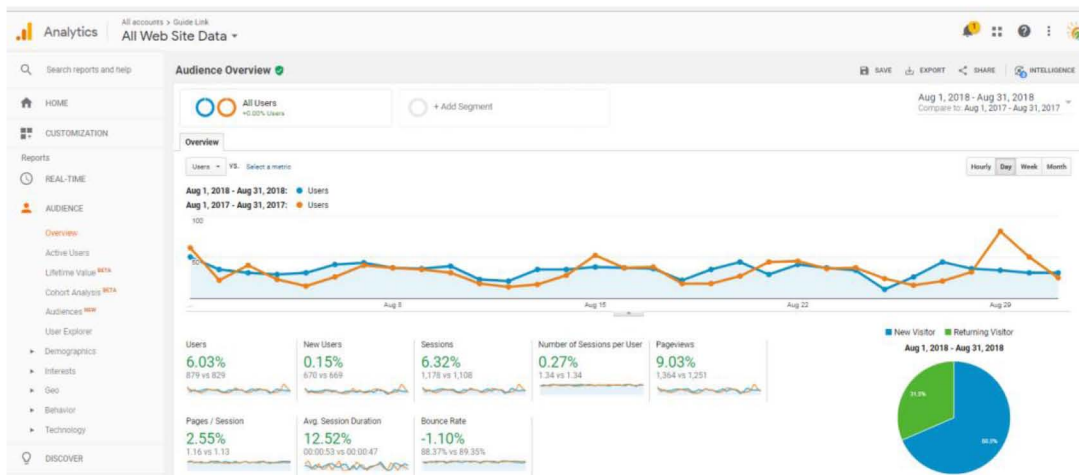 All accounts > Guide Link
Analytics
All Web Site Data
1
Search reports and help
Audience Overview
SAVE
EXPORT
SHARE
INTELLIGENCE
HOME
CUSTOMIZATION
Reports
REAL-TIME
AUDIENCE
Overview
Active Users
Lifetime Value BETA
Cohort Analysis BETA
Audiences NEW
User Explorer
Demographics
Interests
Geo
Behavior
Technology
DISCOVER
All Users
+0.00% Users
+ Add Segment
Aug 1, 2018 - Aug 31, 2018
Compare to: Aug 1, 2017 - Aug 31, 2017
Overview
Users VS. Select a metric
Hourly Day Week Month
Aug 1, 2018 - Aug 31, 2018: Users
Aug 1, 2017 - Aug 31, 2017: Users
100
50
... Aug 8 Aug 15 Aug 22 Aug 29
Users
6.03%
879 vs 829
New Users
0.15%
670 vs 669
Sessions
6.32%
1,178 vs 1,108
Number of Sessions per User
0.27%
1.34 vs 1.34
Pageviews
9.03%
1,364 vs 1,251
Pages / Session
2.55%
1.16 vs 1.13
Avg. Session Duration
12.52%
00:00:53 vs 00:00:47
Bounce Rate
-1.10%
88.37% vs 89.35%
New Visitor Returning Visitor
Aug 1, 2018 - Aug 31, 2018